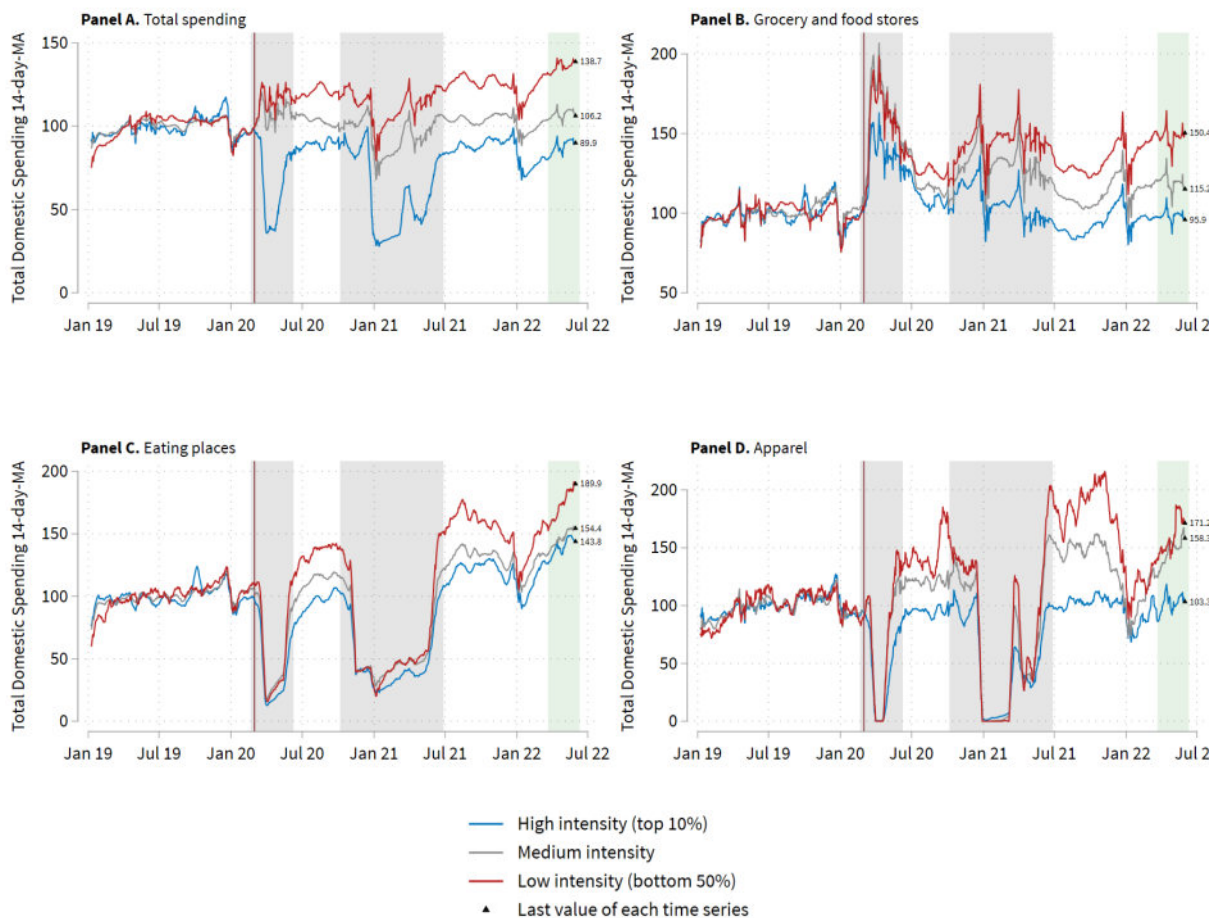 Panel A. Total spending
Total Domestic Spending 14-day-MA
150
100
50
0
138.7
106.2
89.9
Jan 19 Jul 19 Jan 20 Jul 20 Jan 21 Jul 21 Jan 22 Jul 22
Panel B. Grocery and food stores
Total Domestic Spending 14-day-MA
200
150
100
50
150.4
115.2
95.9
Jan 19 Jul 19 Jan 20 Jul 20 Jan 21 Jul 21 Jan 22 Jul 2
Panel C. Eating places
Total Domestic Spending 14-day-MA
200
150
100
50
0
189.9
154.4
143.8
Jan 19 Jul 19 Jan 20 Jul 20 Jan 21 Jul 21 Jan 22 Jul 22
Panel D. Apparel
Total Domestic Spending 14-day-MA
200
150
100
50
0
171.2
158.3
103.3
Jan 19 Jul 19 Jan 20 Jul 20 Jan 21 Jul 21 Jan 22 Jul 2
High intensity (top 10%)
Medium intensity
Low intensity (bottom 50%)
Last value of each time series